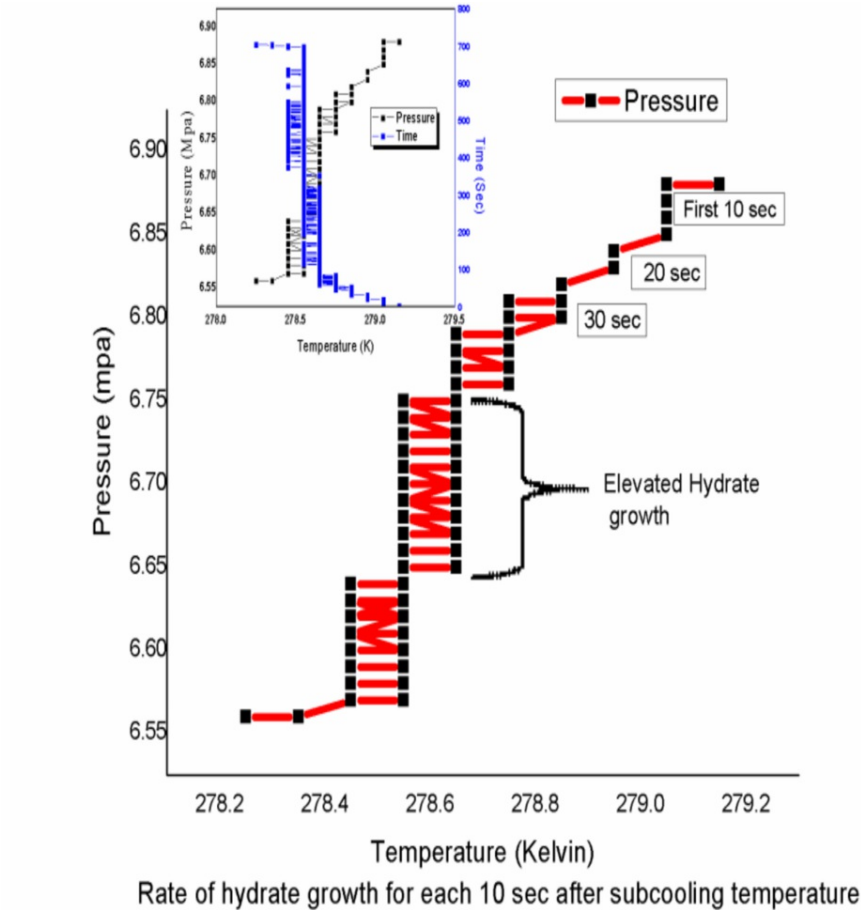 6.90
6.85
6.80
6.75
6.70
6.65
6.60
6.55
Pressure (Mpa)
800
700
600
500
400
300
200
100
0
Time (Sec)
Pressure
Time
278.0
278.5
279.0
279.5
Temperature (K)
Pressure
6.90
6.85
6.80
6.75
6.70
6.65
6.60
6.55
Pressure (mpa)
First 10 sec
20 sec
30 sec
Elevated Hydrate
growth
278.2
278.4
278.6
278.8
279.0
279.2
Temperature (Kelvin)
Rate of hydrate growth for each 10 sec after subcooling temperature